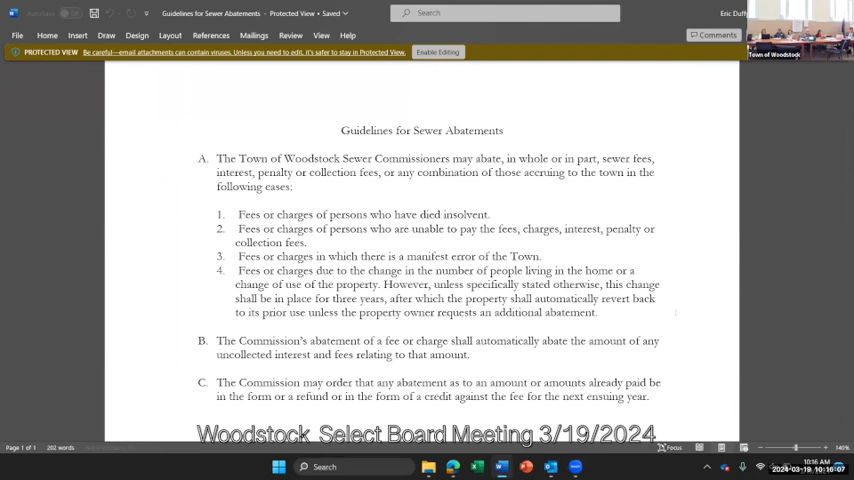 AutoSave
Guidelines for Sewer Abatements - Protected View • Saved
Search
Eric Duff
File Home Insert Draw Design Layout References Mailings Review View Help
Comments
PROTECTED VIEW Be careful—email attachments can contain viruses. Unless you need to edit, it's safer to stay in Protected View.
Enable Editing
Town of Woodstock
Guidelines for Sewer Abatements
A. The Town of Woodstock Sewer Commissioners may abate, in whole or in part, sewer fees,
interest, penalty or collection fees, or any combination of those accruing to the town in the
following cases:
1. Fees or charges of persons who have died insolvent.
2. Fees or charges of persons who are unable to pay the fees, charges, interest, penalty or
collection fees.
3. Fees or charges in which there is a manifest error of the Town.
4. Fees or charges due to the change in the number of people living in the home or a
change of use of the property. However, unless specifically stated otherwise, this change
shall be in place for three years, after which the property shall automatically revert back
to its prior use unless the property owner requests an additional abatement.
B. The Commission's abatement of a fee or charge shall automatically abate the amount of any
uncollected interest and fees relating to that amount.
C. The Commission may order that any abatement as to an amount or amounts already paid be
in the form or a refund or in the form of a credit against the fee for the next ensuing year.
Woodstock Select Board Meeting 3/19/2024
Page 1 of 1 202 words
Focus
140%
Search
10:16 AM
2024-03-19 10:16:07